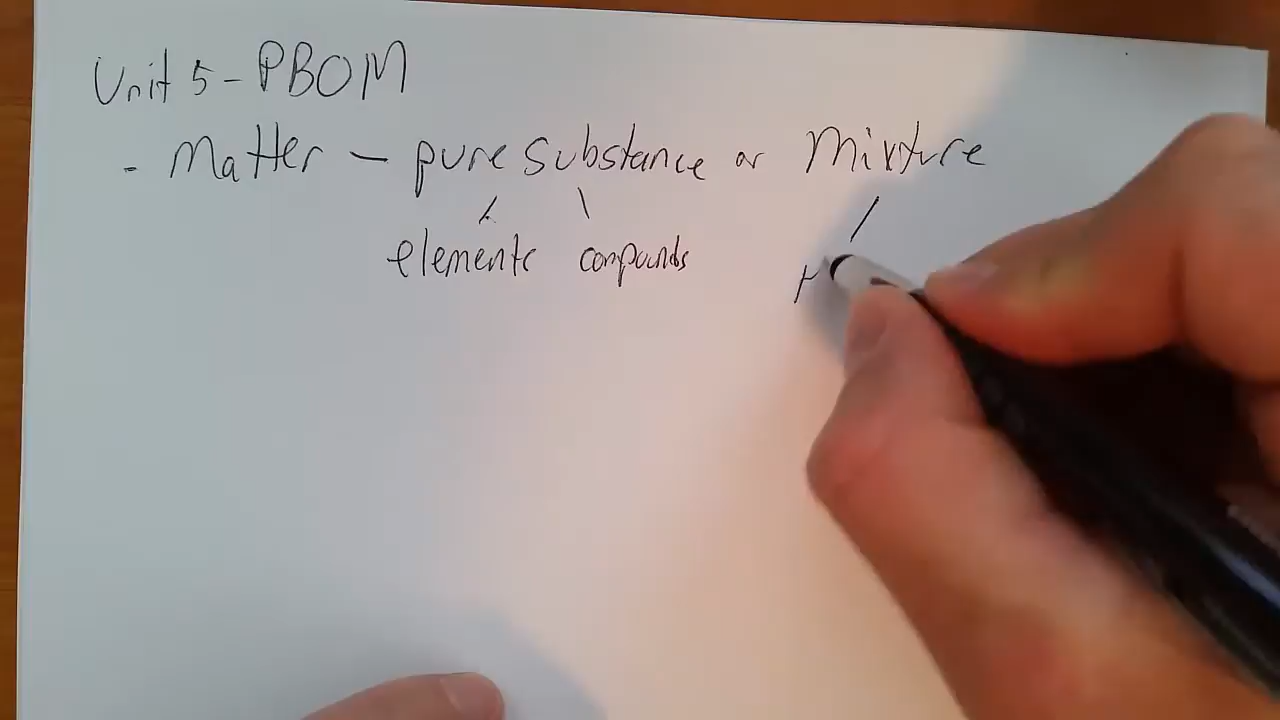 Unit 5 - PBOM
- Matter - pure substance or Mixture
elements compounds